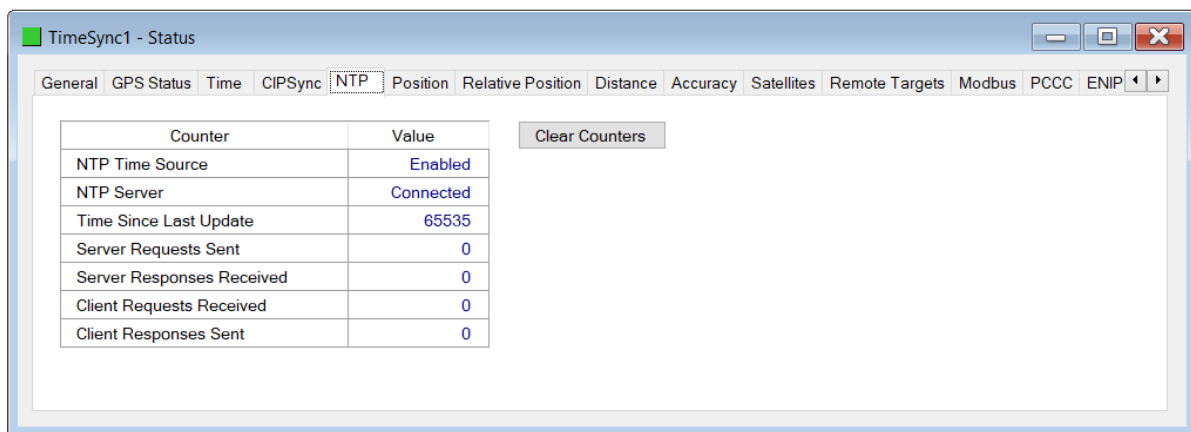 TimeSync1 - Status
General GPS Status Time CIPSync NTP Position Relative Position Distance Accuracy Satellites Remote Targets Modbus PCCC ENIP
Counter Value Clear Counters
NTP Time Source Enabled
NTP Server Connected
Time Since Last Update 65535
Server Requests Sent 0
Server Responses Received 0
Client Requests Received 0
Client Responses Sent 0